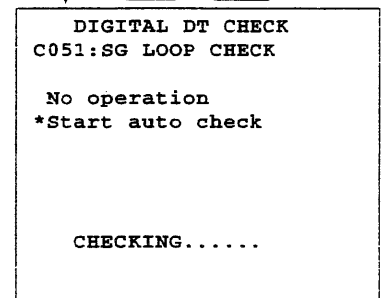 DIGITAL DT CHECK
C051:SG LOOP CHECK
No operation
*Start auto check
CHECKING......